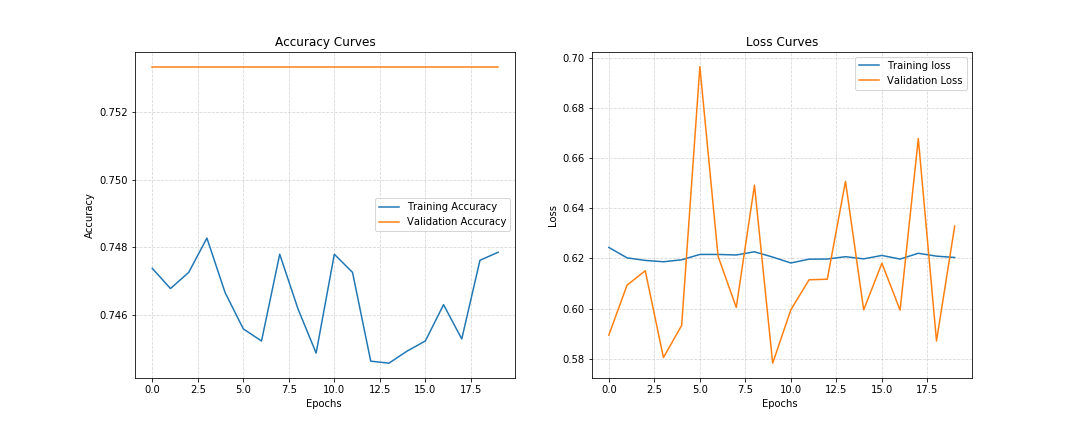 Accuracy Curves
0.752
0.750
0.748
0.746
Accuracy
Training Accuracy
Validation Accuracy
0.0 2.5 5.0 7.5 10.0 12.5 15.0 17.5
Epochs
Loss Curves
0.70
0.68
0.66
0.64
0.62
0.60
0.58
Loss
Training loss
Validation Loss
0.0 2.5 5.0 7.5 10.0 12.5 15.0 17.5
Epochs